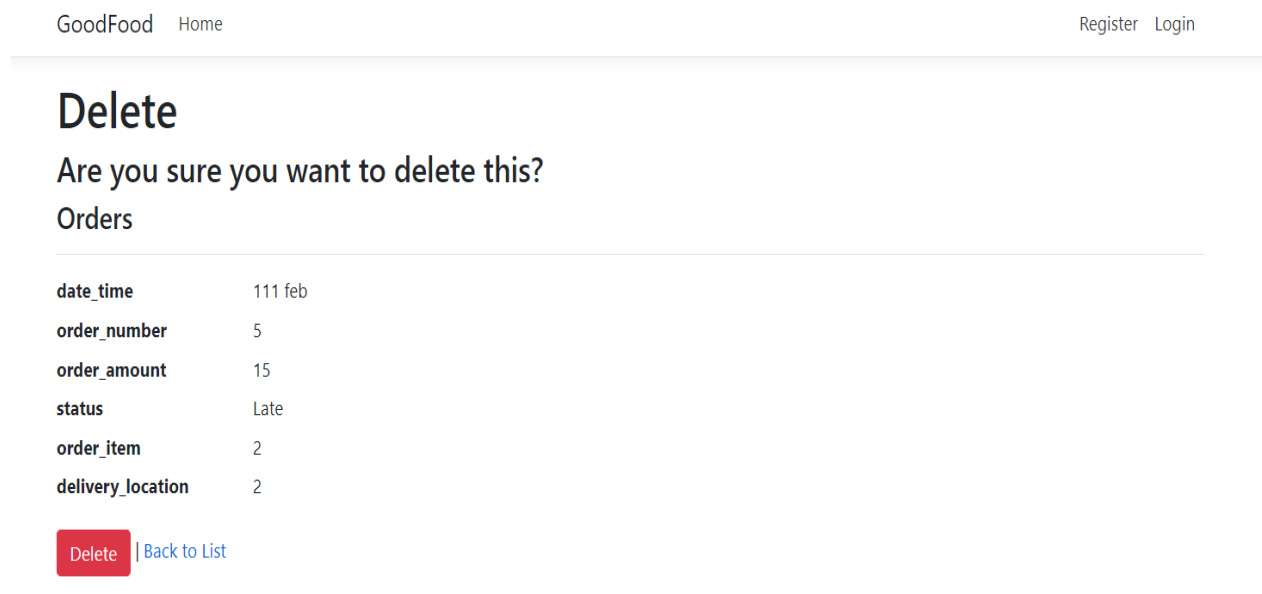 GoodFood Home Register Login
Delete
Are you sure you want to delete this?
Orders
date_time 111 feb
order_number 5
order_amount 15
status Late
order_item 2
delivery_location 2
Delete | Back to List